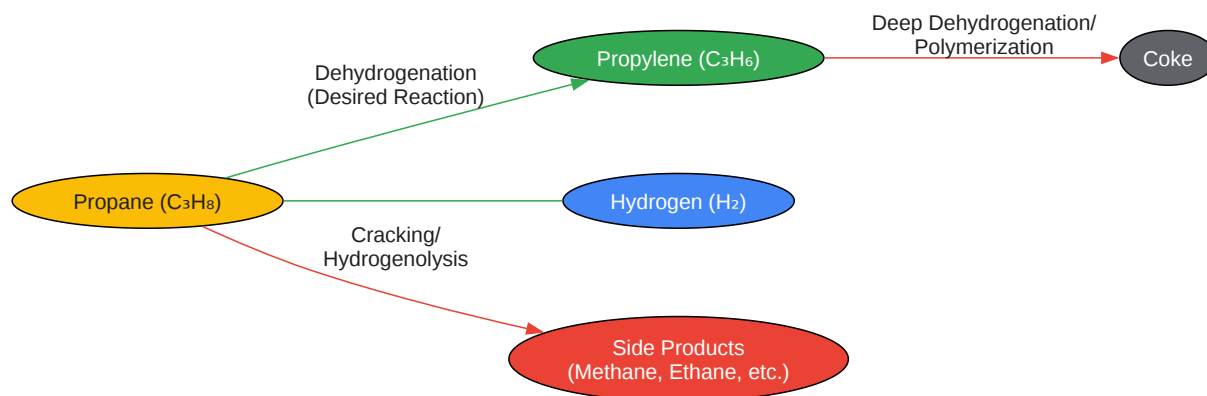 Deep Dehydrogenation/
Polymerization
Propylene (C₃H₆)
Coke
Dehydrogenation
(Desired Reaction)
Propane (C₃H₈)
Hydrogen (H₂)
Cracking/
Hydrogenolysis
Side Products
(Methane, Ethane, etc.)